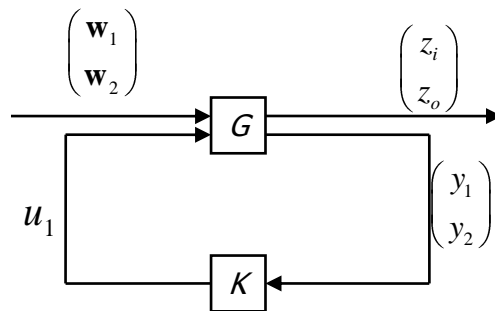 w₁
w₂
zᵢ
zₒ
G
y₁
y₂
u₁
K